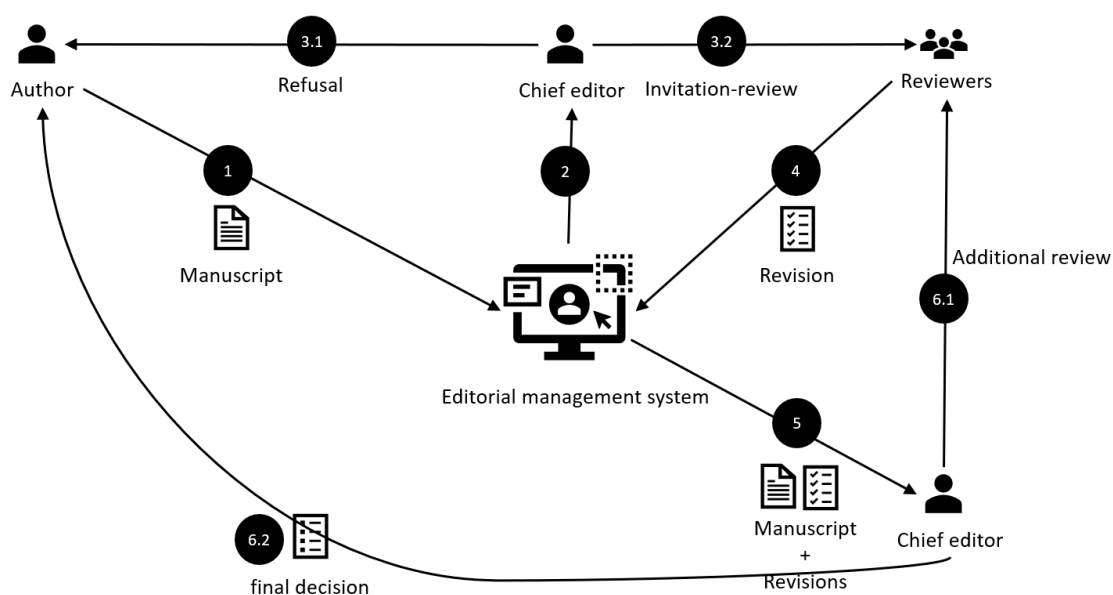 3.1
3.2
Author
Refusal
Chief editor
Invitation-review
Reviewers
1
2
4
Manuscript
Revision
Additional review
6.1
Editorial management system
5
Manuscript
+
Revisions
Chief editor
6.2
final decision